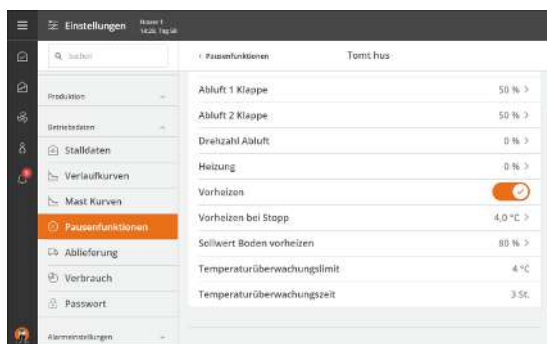 Einstellungen
Suchen
Pausenfunktionen
Tomt hus
Produktion
Betriebsdaten
Stalldaten
Verlaufkurven
Mast Kurven
Pausenfunktionen
Ablieferung
Verbrauch
Passwort
Alarmeinstellungen
Abluft 1 Klappe 50 %
Abluft 2 Klappe 50 %
Drehzahl Abluft 0 %
Heizung 0 %
Vorheizen
Vorheizen bei Stopp 4,0 °C
Sollwert Boden vorheizen 80 %
Temperaturüberwachungslimit 4 °C
Temperaturüberwachungszeit 3 St.